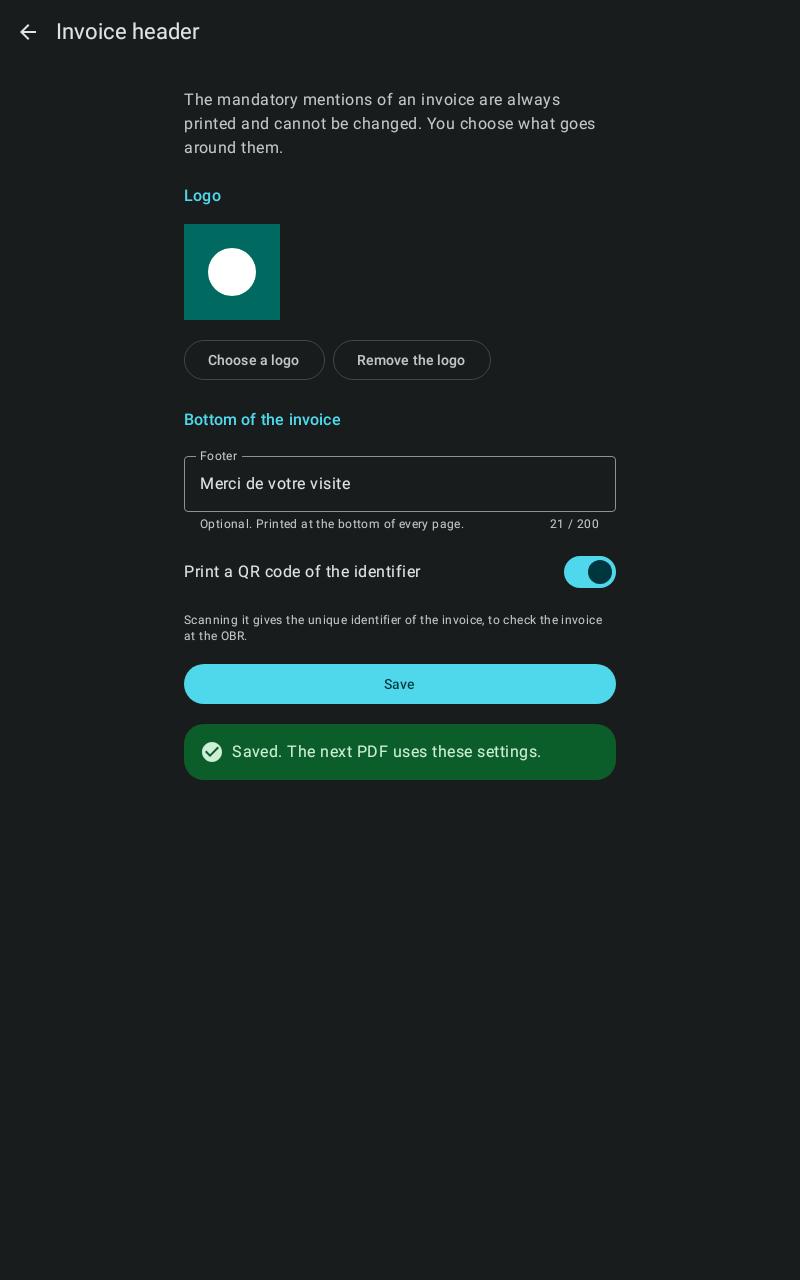 Invoice header
The mandatory mentions of an invoice are always
printed and cannot be changed. You choose what goes
around them.
Logo
Choose a logo
Remove the logo
Bottom of the invoice
Footer
Merci de votre visite
Optional. Printed at the bottom of every page.
21 / 200
Print a QR code of the identifier
Scanning it gives the unique identifier of the invoice, to check the invoice
at the OBR.
Save
Saved. The next PDF uses these settings.